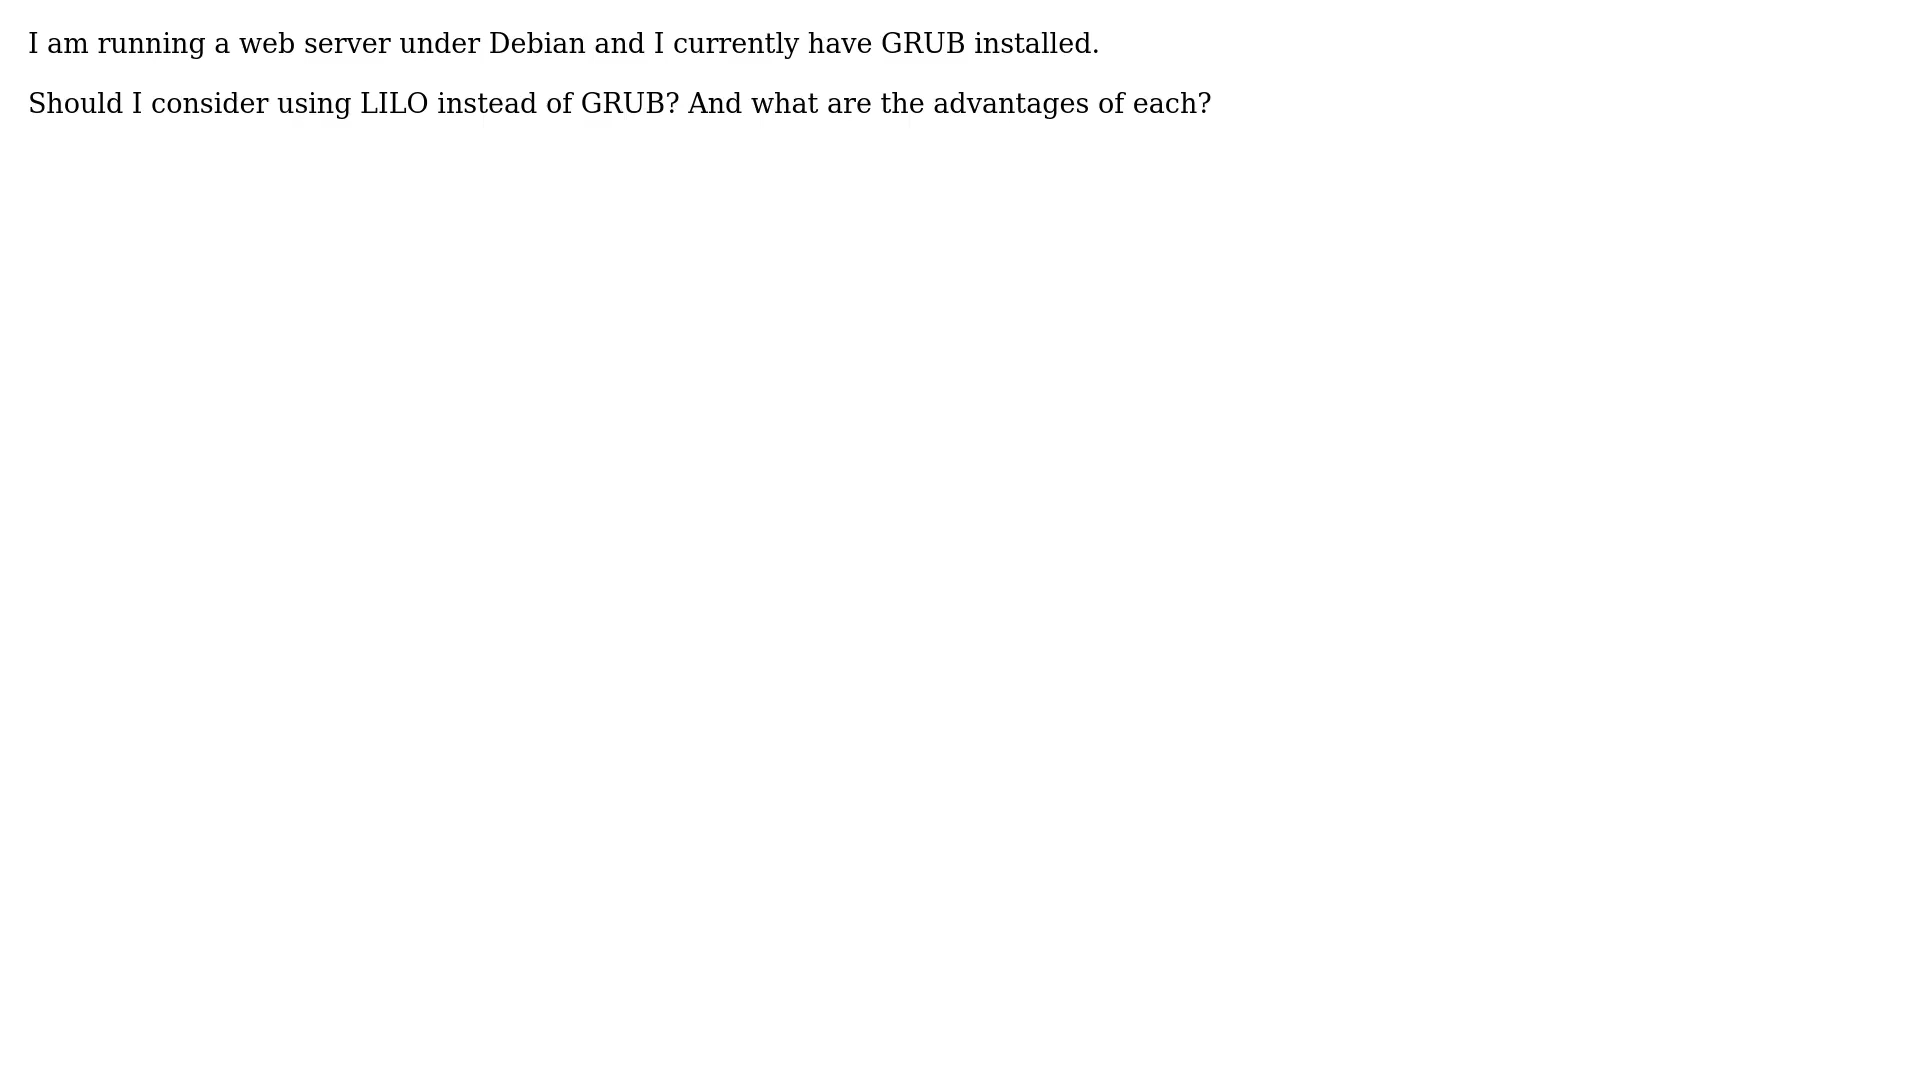 I am running a web server under Debian and I currently have GRUB installed.
Should I consider using LILO instead of GRUB? And what are the advantages of each?